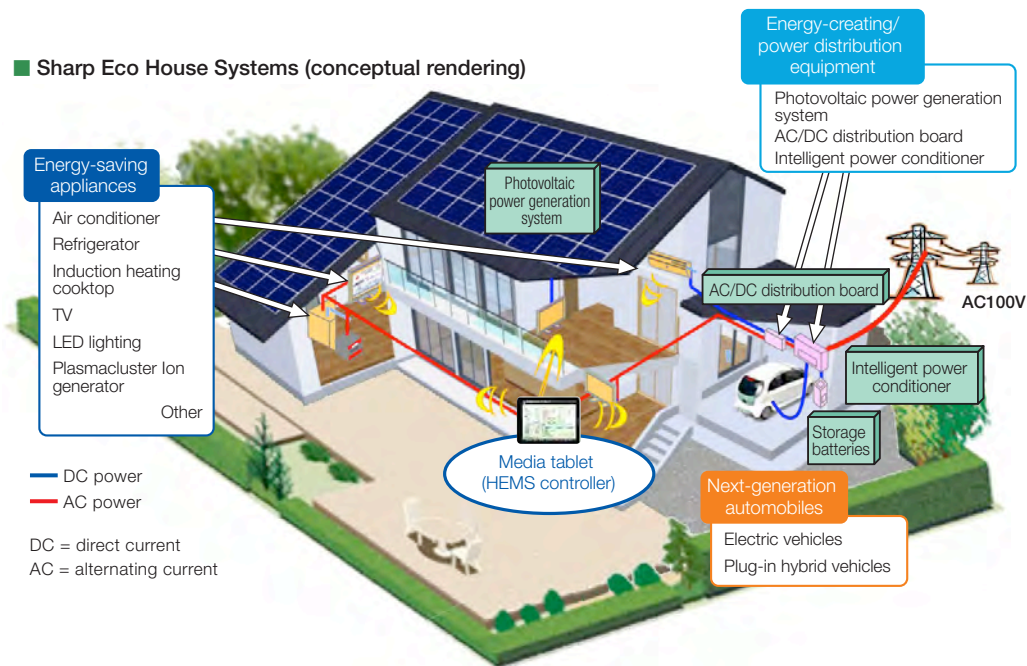 Sharp Eco House Systems (conceptual rendering)
Energy-creating/
power distribution
equipment
Photovoltaic power generation
system
AC/DC distribution board
Intelligent power conditioner
Energy-saving
appliances
Air conditioner
Refrigerator
Induction heating
cooktop
TV
LED lighting
Plasmacluster Ion
generator
Other
Photovoltaic
power generation
system
AC/DC distribution board
AC100V
Intelligent power
conditioner
Storage
batteries
Media tablet
(HEMS controller)
Next-generation
automobiles
Electric vehicles
Plug-in hybrid vehicles
DC power
AC power
DC = direct current
AC = alternating current